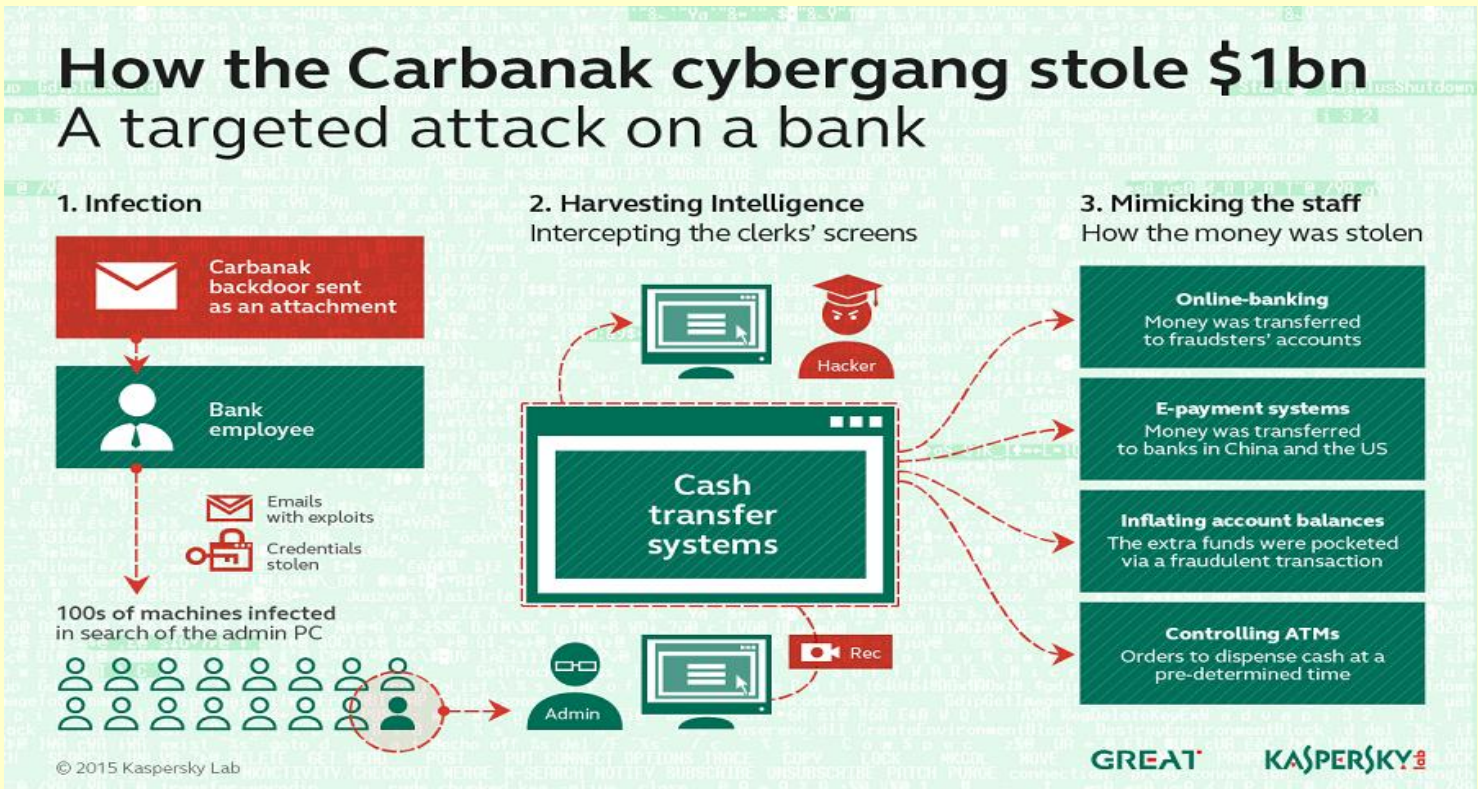 How the Carbanak cybergang stole $1bn
A targeted attack on a bank
1. Infection
Carbanak
backdoor sent
as an attachment
Bank
employee
Emails
with exploits
Credentials
stolen
100s of machines infected
in search of the admin PC
2. Harvesting Intelligence
Intercepting the clerks' screens
Hacker
Cash
transfer
systems
Rec
Admin
3. Mimicking the staff
How the money was stolen
Online-banking
Money was transferred
to fraudsters' accounts
E-payment systems
Money was transferred
to banks in China and the US
Inflating account balances
The extra funds were pocketed
via a fraudulent transaction
Controlling ATMs
Orders to dispense cash at a
pre-determined time
© 2015 Kaspersky Lab
GREAT
KASPERSKY lab